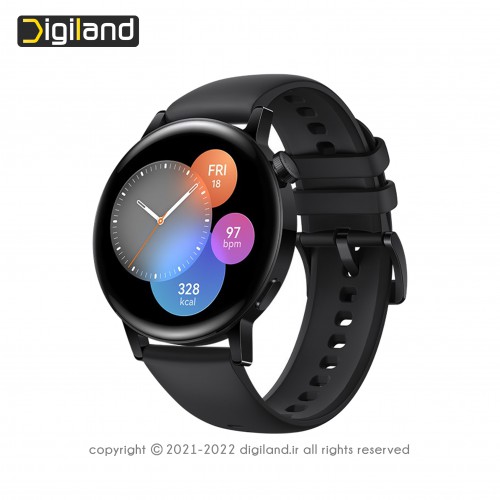 Digiland
FRI
18
97
bpm
328
kcal
copyright © 2021-2022 digiland.ir all rights reserved